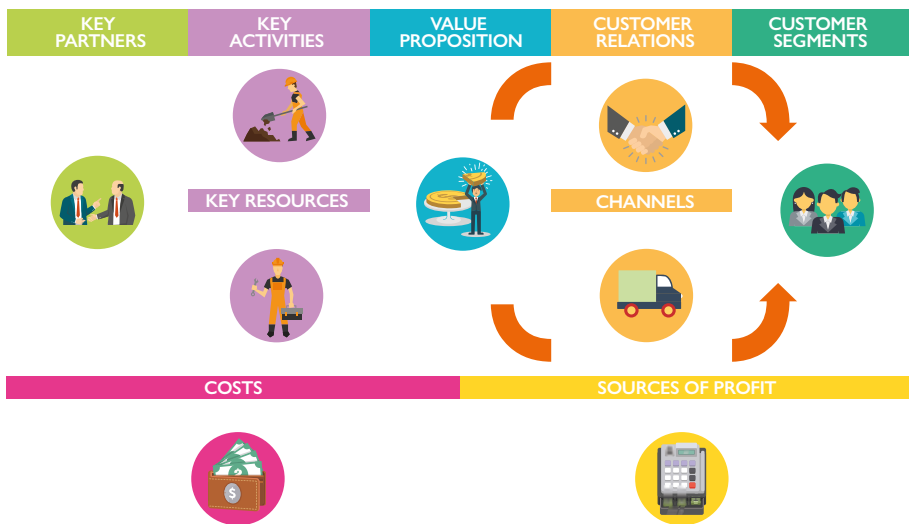 KEY
PARTNERS
KEY
ACTIVITIES
VALUE
PROPOSITION
CUSTOMER
RELATIONS
CUSTOMER
SEGMENTS
KEY RESOURCES
CHANNELS
COSTS
SOURCES OF PROFIT
$